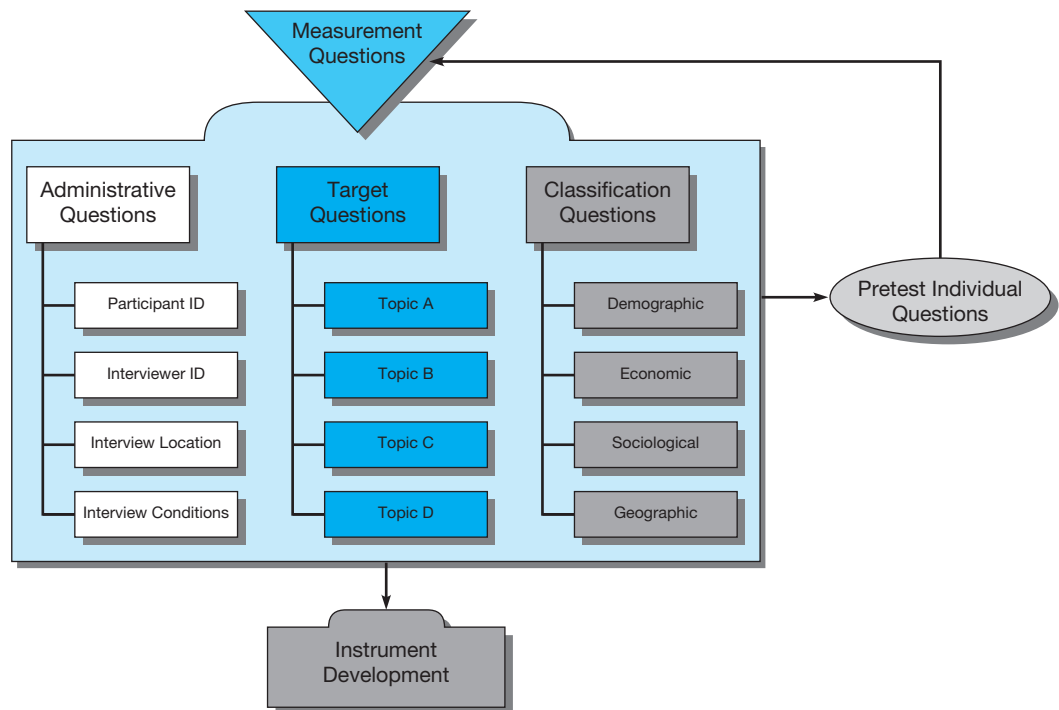 Measurement
Questions
Administrative
Questions
Participant ID
Interviewer ID
Interview Location
Interview Conditions
Target
Questions
Topic A
Topic B
Topic C
Topic D
Classification
Questions
Demographic
Economic
Sociological
Geographic
Pretest Individual
Questions
Instrument
Development